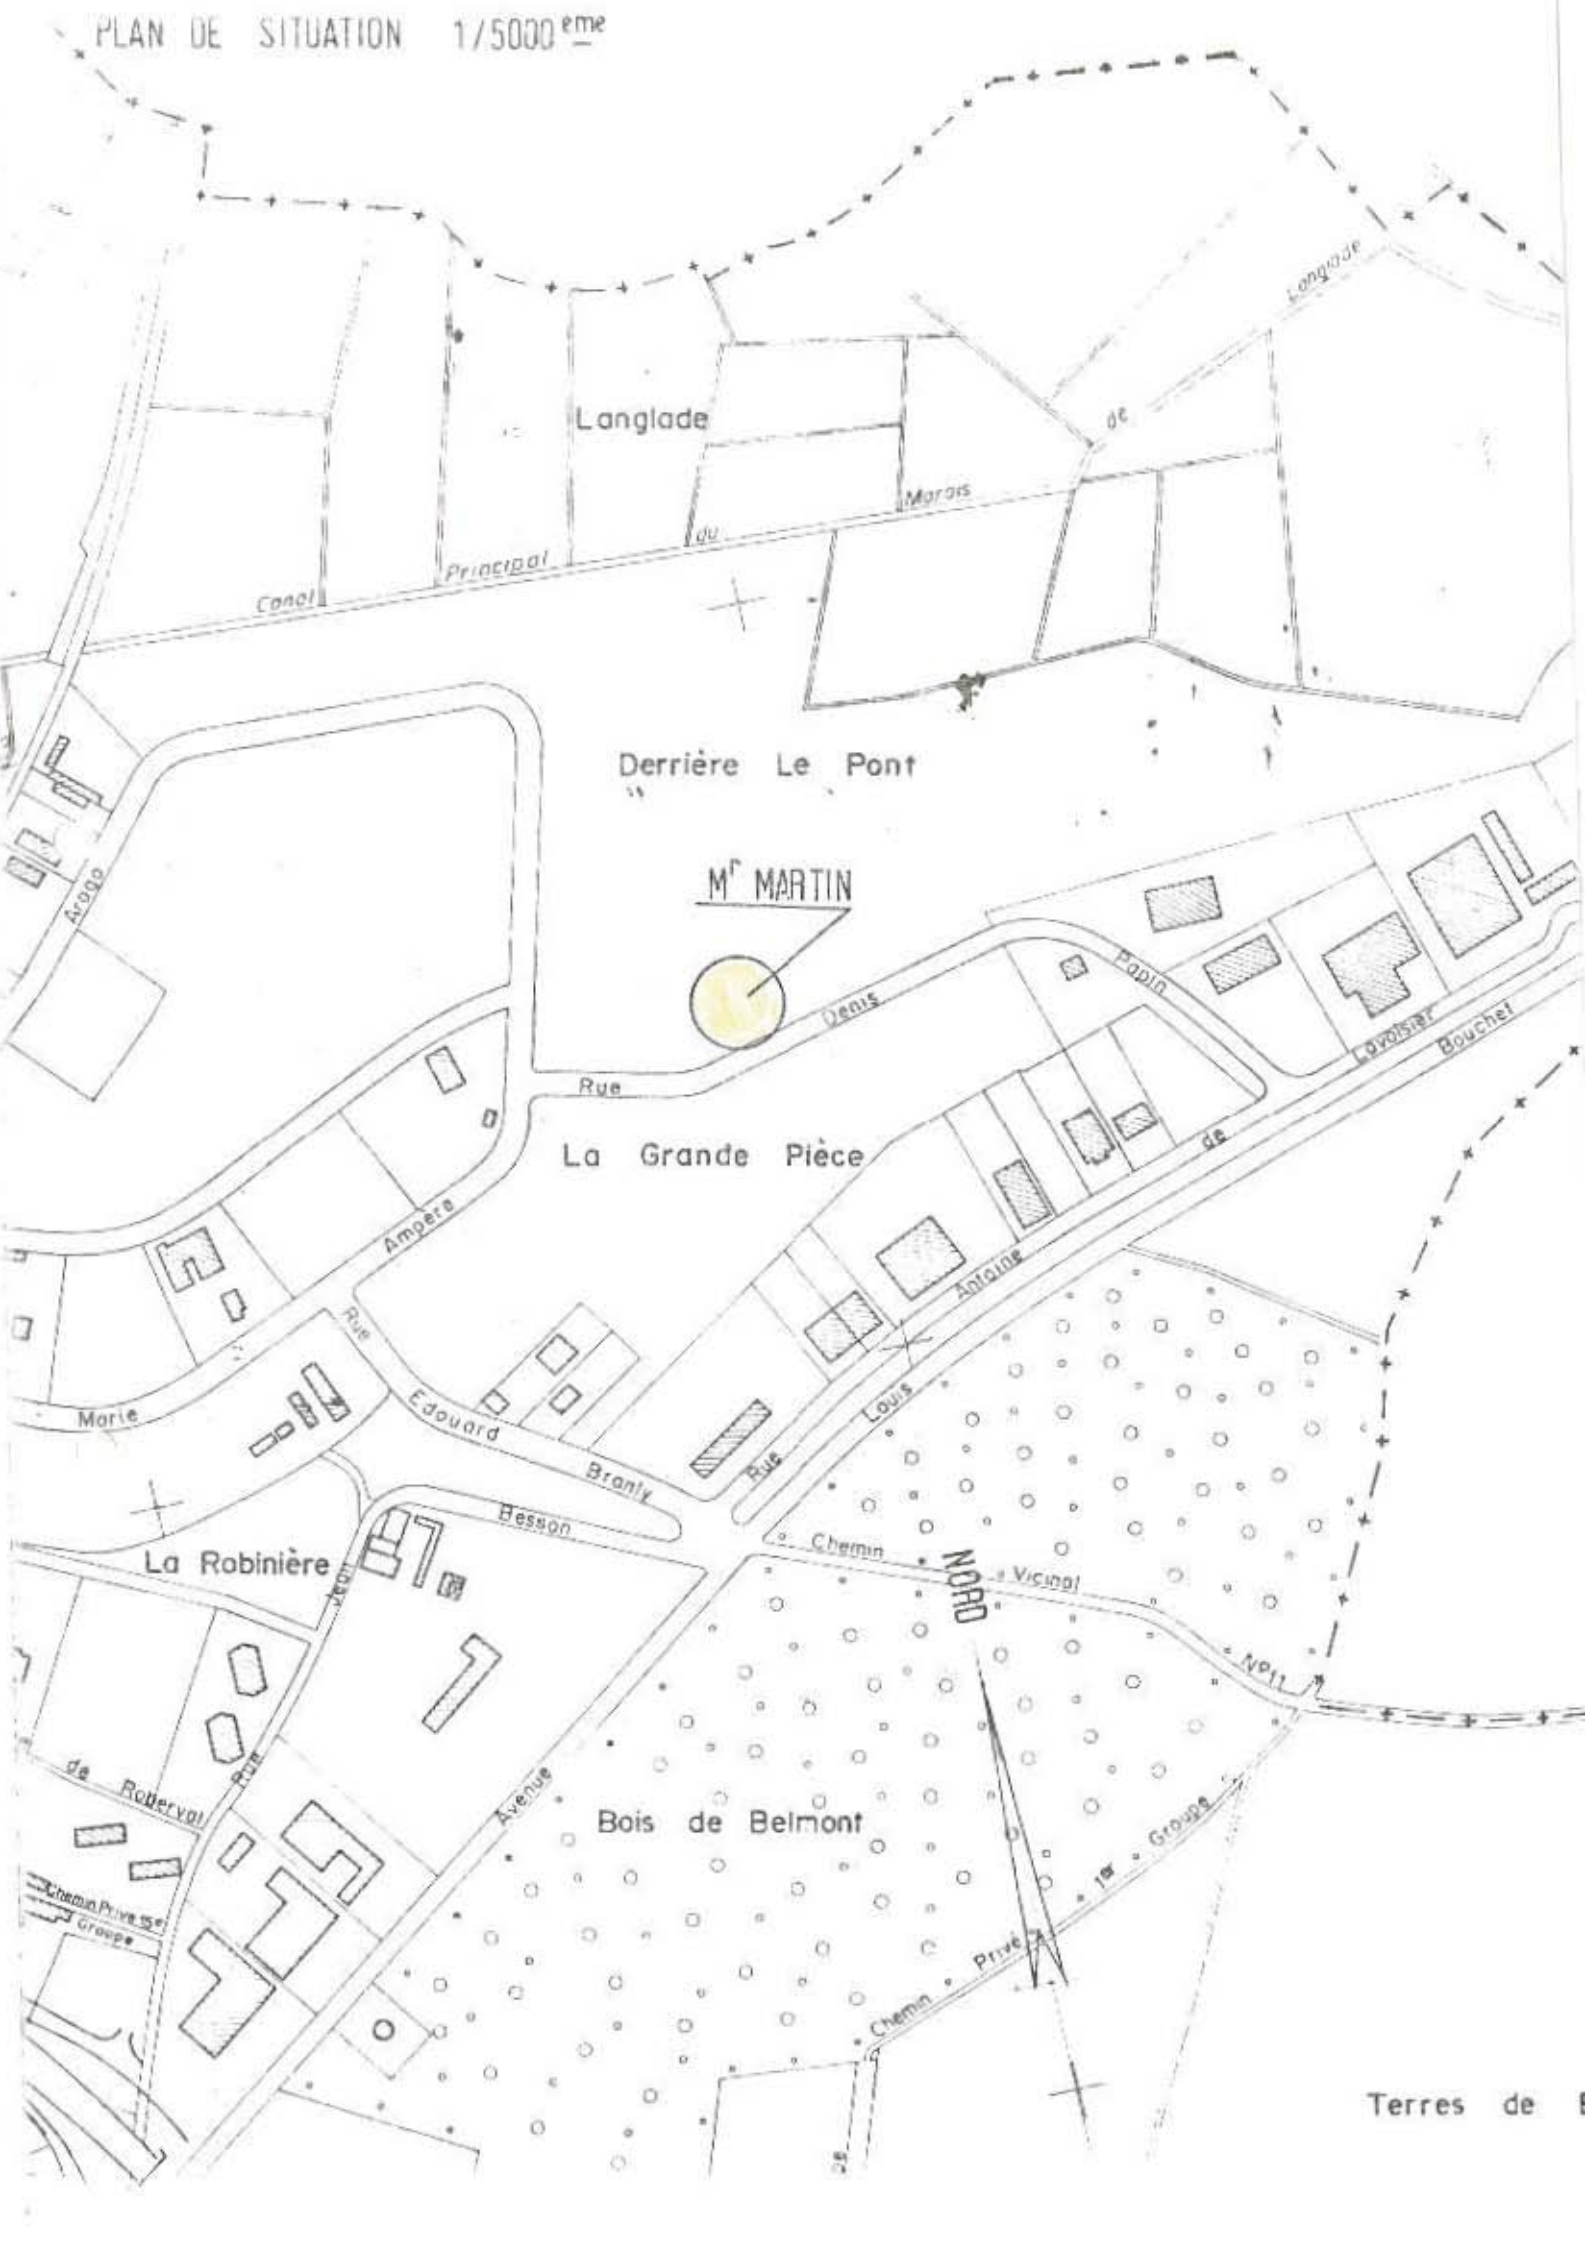 PLAN DE SITUATION 1/5000ème
Langlade
de
Langlade
Marais
du
Principal
Canal
Derrière Le Pont
Mr MARTIN
Arago
Papin
Denis
Rue
Lavoisier
Bouchet
de
La Grande Pièce
Ampère
Antoine
Rue
Edouard
Branly
Marie
Louis
Rue
Besson
Jean
Rue
La Robinière
Chemin
Vicinal
Nº11
NORD
de
Roberval
Avenue
Bois de Belmont
Chemin Privé 15e
Groupe
Chemin
Privé
1er
Groupe
de
Terres de